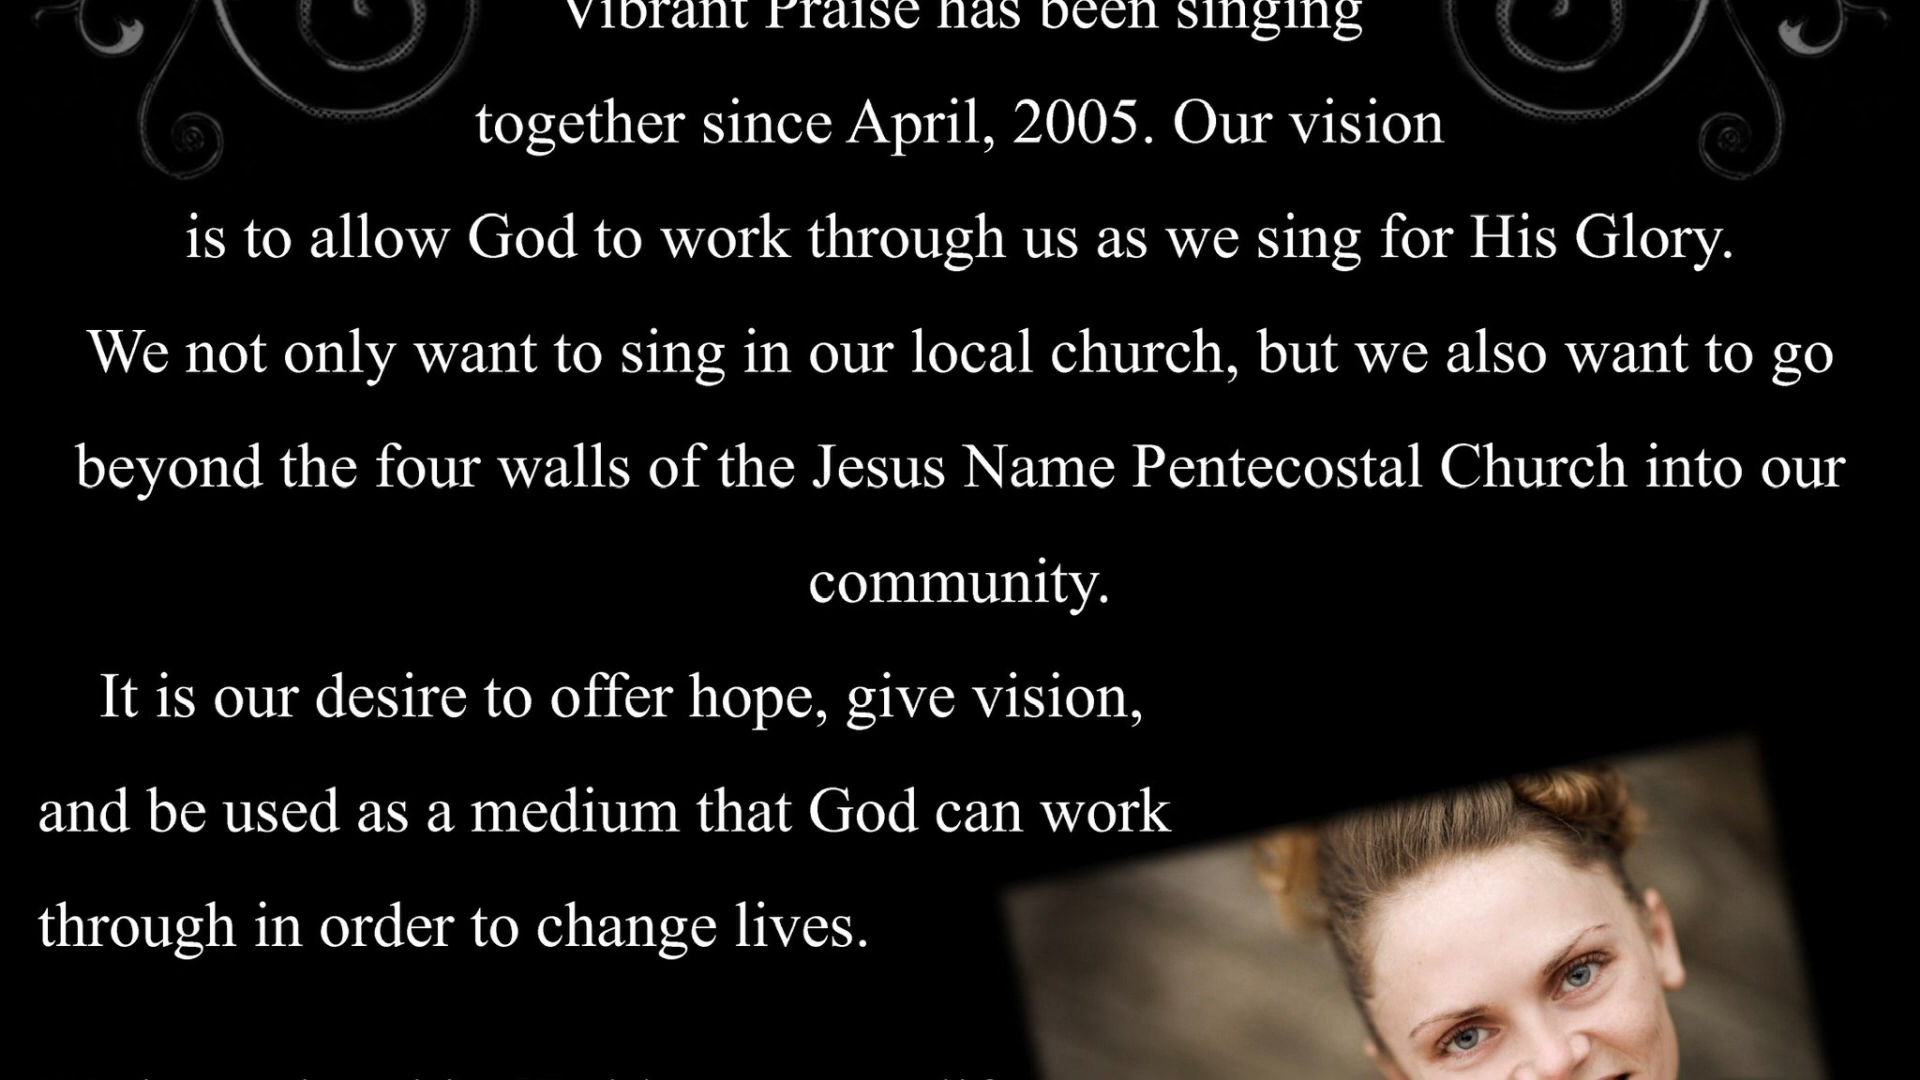 Vibrant Praise has been singing
together since April, 2005. Our vision
is to allow God to work through us as we sing for His Glory.
We not only want to sing in our local church, but we also want to go
beyond the four walls of the Jesus Name Pentecostal Church into our
community.
It is our desire to offer hope, give vision,
and be used as a medium that God can work
through in order to change lives.